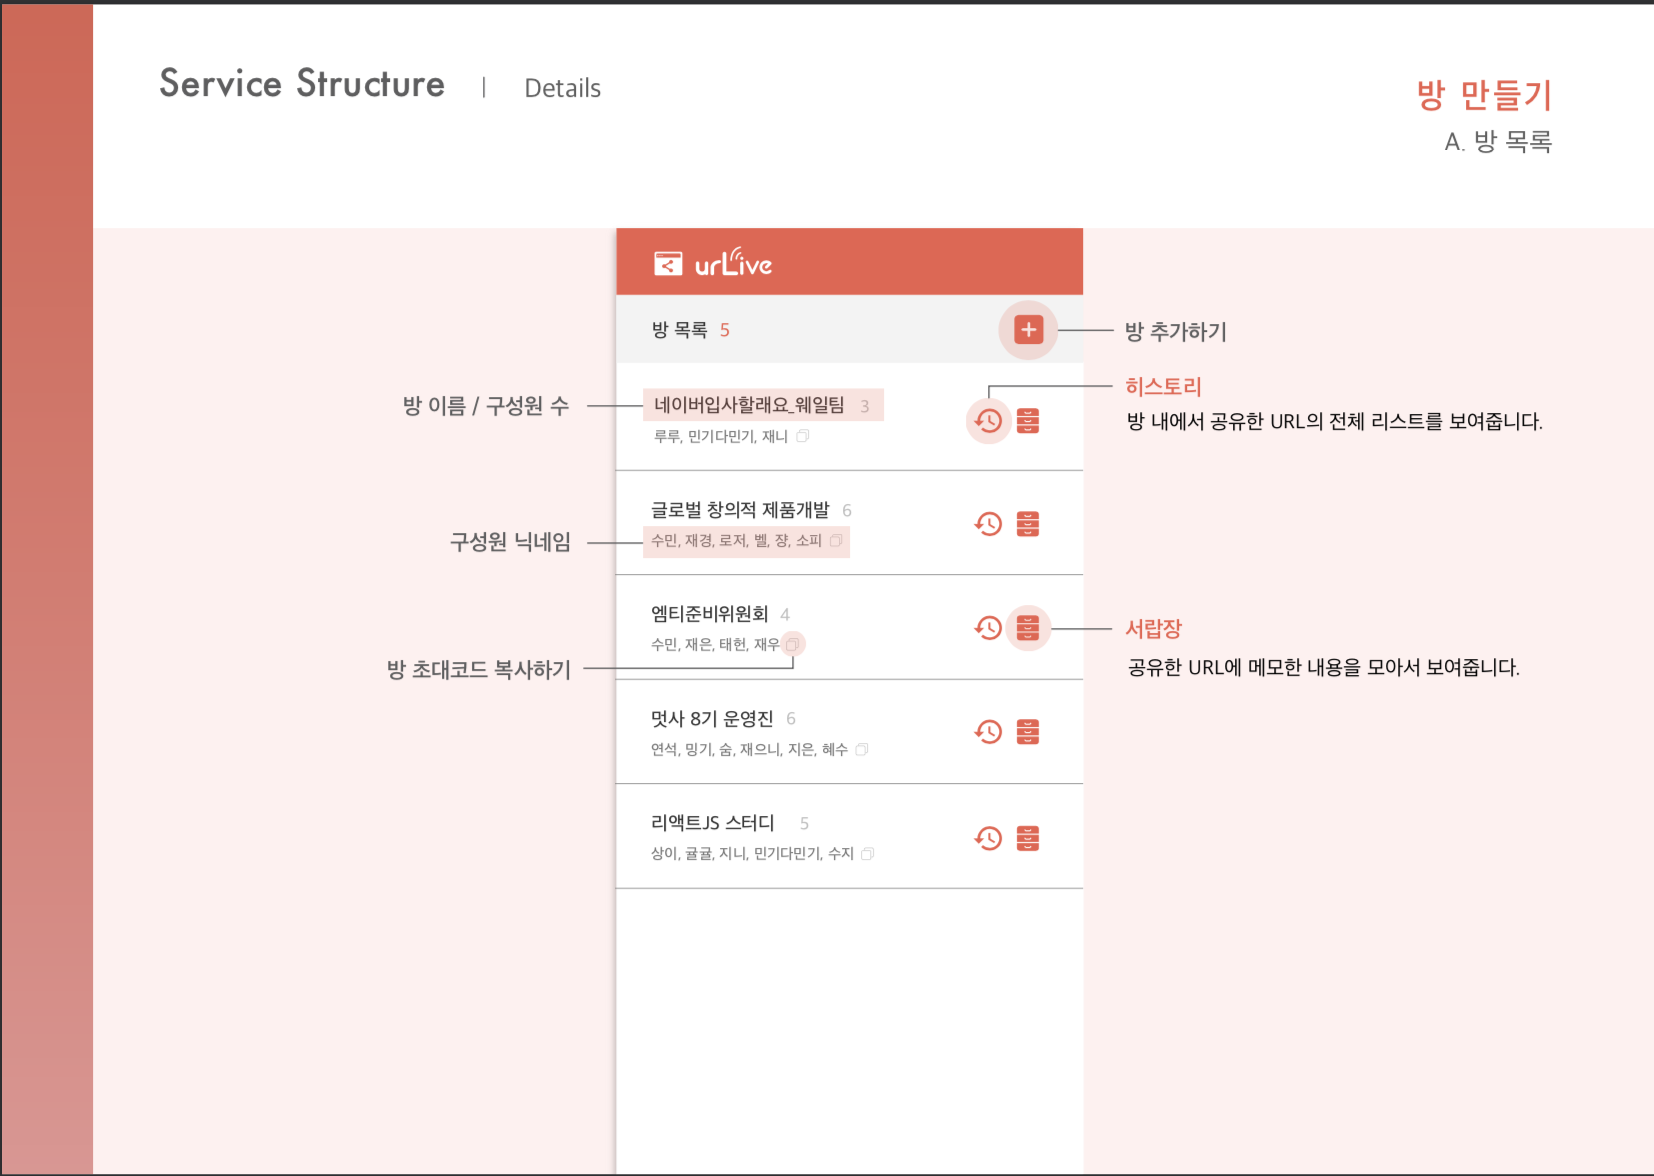 Service Structure | Details
방 만들기
A. 방 목록
urLive
방 목록 5
방 추가하기
히스토리
방 내에서 공유한 URL의 전체 리스트를 보여줍니다.
방 이름 / 구성원 수
네이버입사할래요_웨일팀 3
루루, 민기다민기, 재니
글로벌 창의적 제품개발 6
구성원 닉네임
수민, 재경, 로저, 벨, 쟝, 소피
엠티준비위원회 4
수민, 재은, 태헌, 재우
방 초대코드 복사하기
서랍장
공유한 URL에 메모한 내용을 모아서 보여줍니다.
멋사 8기 운영진 6
연석, 밍기, 숨, 재으니, 지은, 혜수
리액트JS 스터디 5
상이, 귤귤, 지니, 민기다민기, 수지